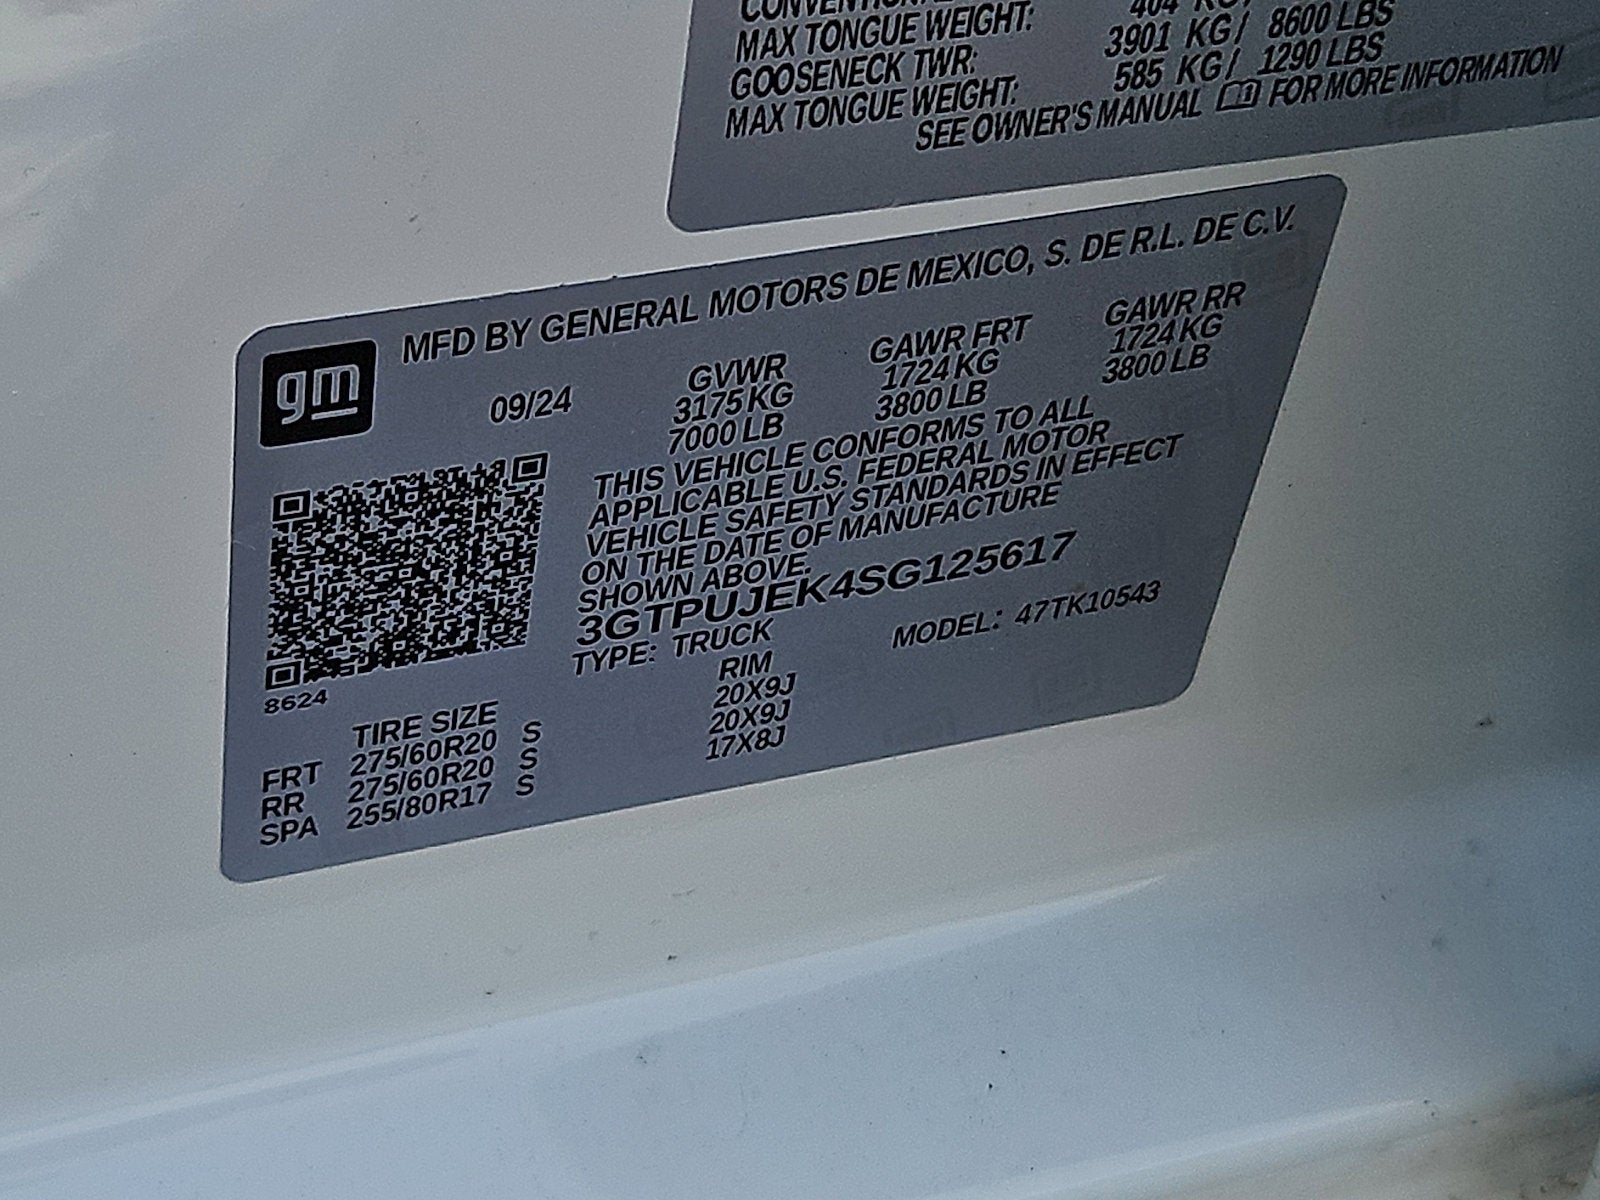 MAX TONGUE WEIGHT: 404
GOOSENECK TWR: 3901 KG/ 8600 LBS
MAX TONGUE WEIGHT: 585 KG/ 1290 LBS
SEE OWNER'S MANUAL FOR MORE INFORMATION
gm
MFD BY GENERAL MOTORS DE MEXICO, S. DE R.L. DE C.V.
09/24 GVWR GAWR FRT GAWR RR
3175 KG 1724 KG 1724 KG
7000 LB 3800 LB 3800 LB
THIS VEHICLE CONFORMS TO ALL
APPLICABLE U.S. FEDERAL MOTOR
VEHICLE SAFETY STANDARDS IN EFFECT
ON THE DATE OF MANUFACTURE
SHOWN ABOVE.
3GTPUJEK4SG125617
TYPE: TRUCK MODEL: 47TK10543
8624
TIRE SIZE RIM
FRT 275/60R20 S 20X9J
RR 275/60R20 S 20X9J
SPA 255/80R17 S 17X8J